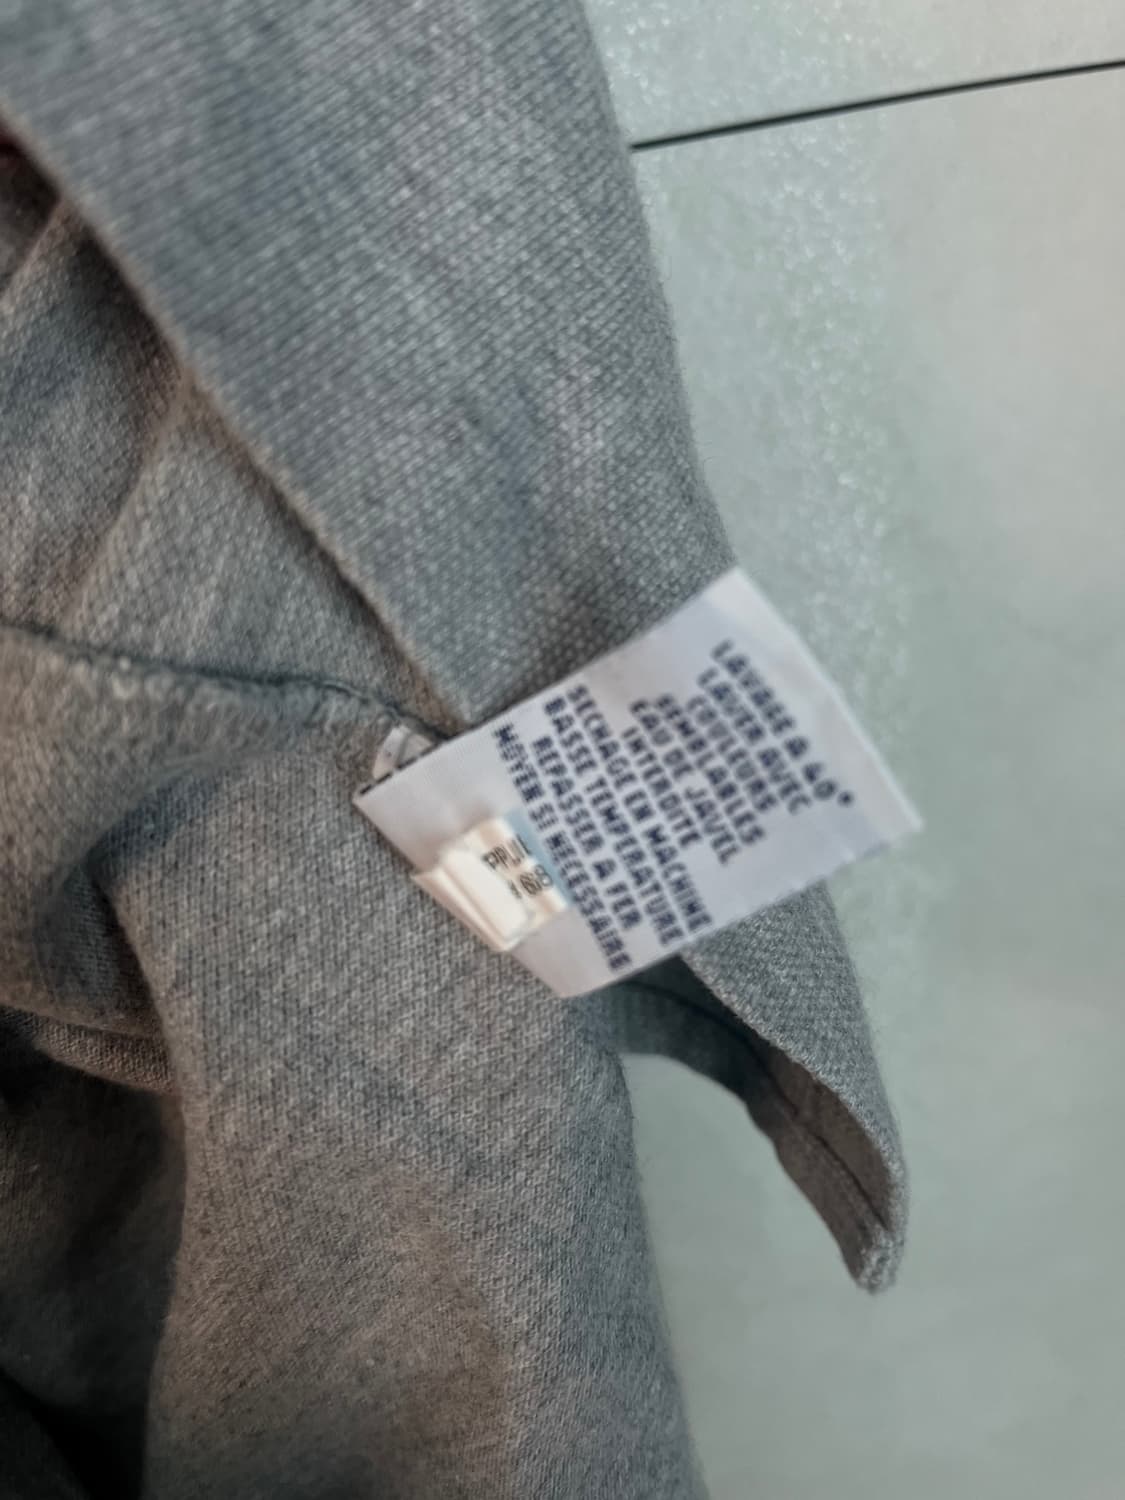 LAVAGE A 40°
LAVER AVEC
COULEURS
SEMBLABLES
EAU DE JAVEL
INTERDITE
SECHAGE EN MACHINE
BASSE TEMPERATURE
REPASSER A FER
MOYEN SI NECESSAIRE